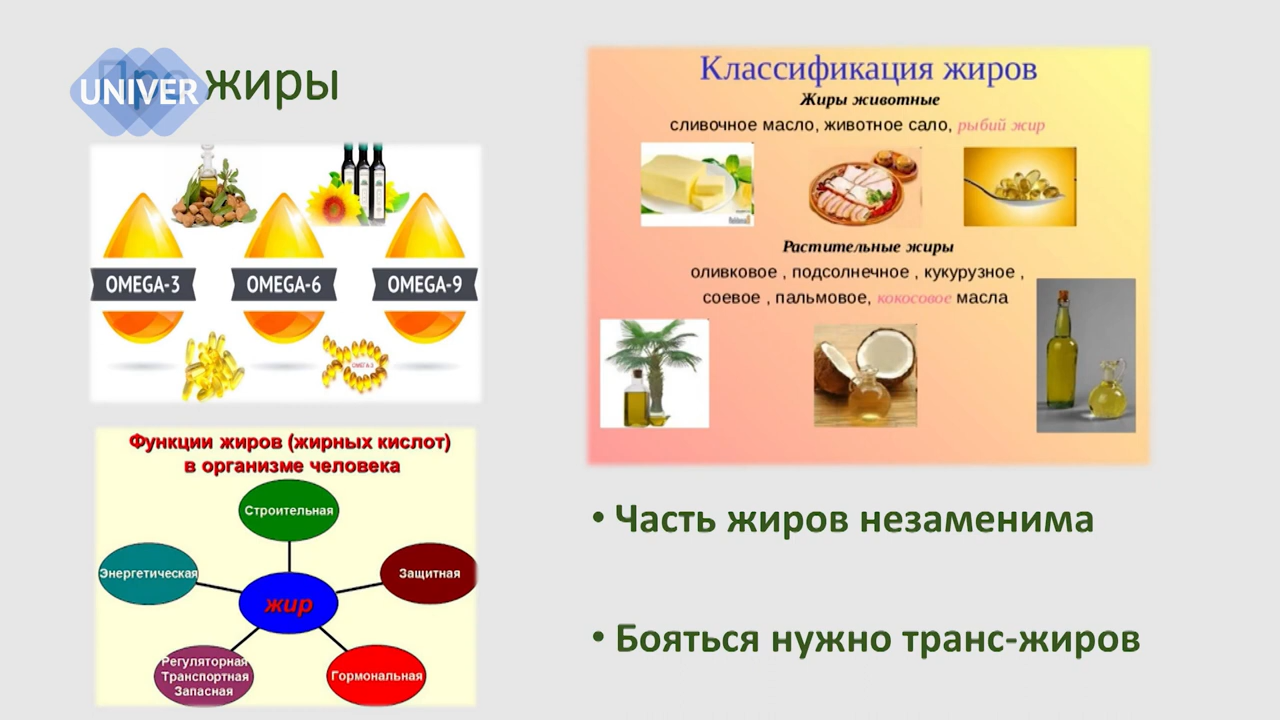 UNIVER
жиры
OMEGA-3
OMEGA-6
OMEGA-9
Функции жиров (жирных кислот)
в организме человека
Строительная
Энергетическая
Защитная
жир
Регуляторная
Транспортная
Запасная
Гормональная
Классификация жиров
Жиры животные
сливочное масло, животное сало, рыбий жир
Растительные жиры
оливковое , подсолнечное , кукурузное ,
соевое , пальмовое, кокосовое масла
• Часть жиров незаменима
• Бояться нужно транс-жиров